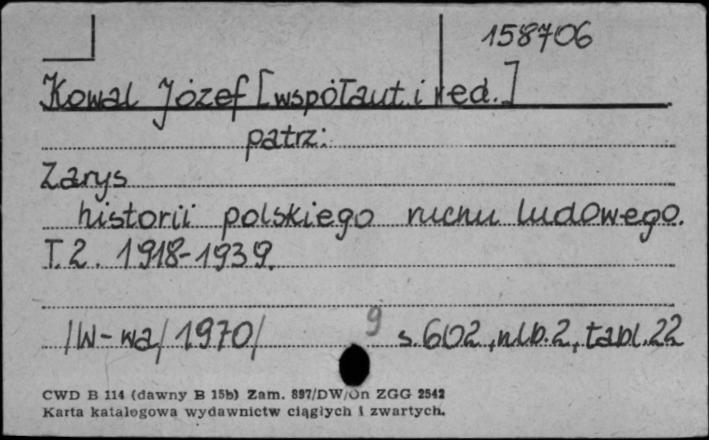 158706
Kowal Józef [współaut. i red.]
patrz:
Zarys
historii polskiego ruchu ludowego.
T. 2. 1918-1939.
/W-wa/ 1970/ 9 s. 602, nlb. 2, tabl. 22
CWD B 114 (dawny B 15b) Zam. 897/DW/On ZGG 2542
Karta katalogowa wydawnictw ciągłych i zwartych.